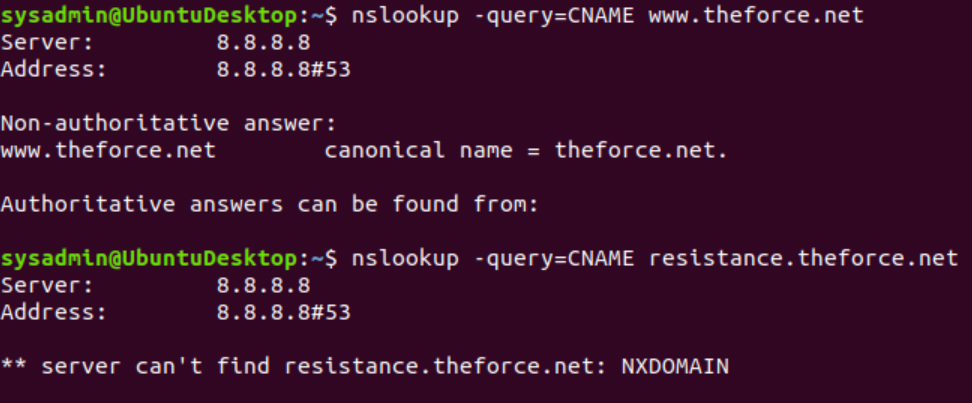 sysadmin@UbuntuDesktop:~$ nslookup -query=CNAME www.theforce.net
Server: 8.8.8.8
Address: 8.8.8.8#53
Non-authoritative answer:
www.theforce.net canonical name = theforce.net.
Authoritative answers can be found from:
sysadmin@UbuntuDesktop:~$ nslookup -query=CNAME resistance.theforce.net
Server: 8.8.8.8
Address: 8.8.8.8#53
** server can't find resistance.theforce.net: NXDOMAIN